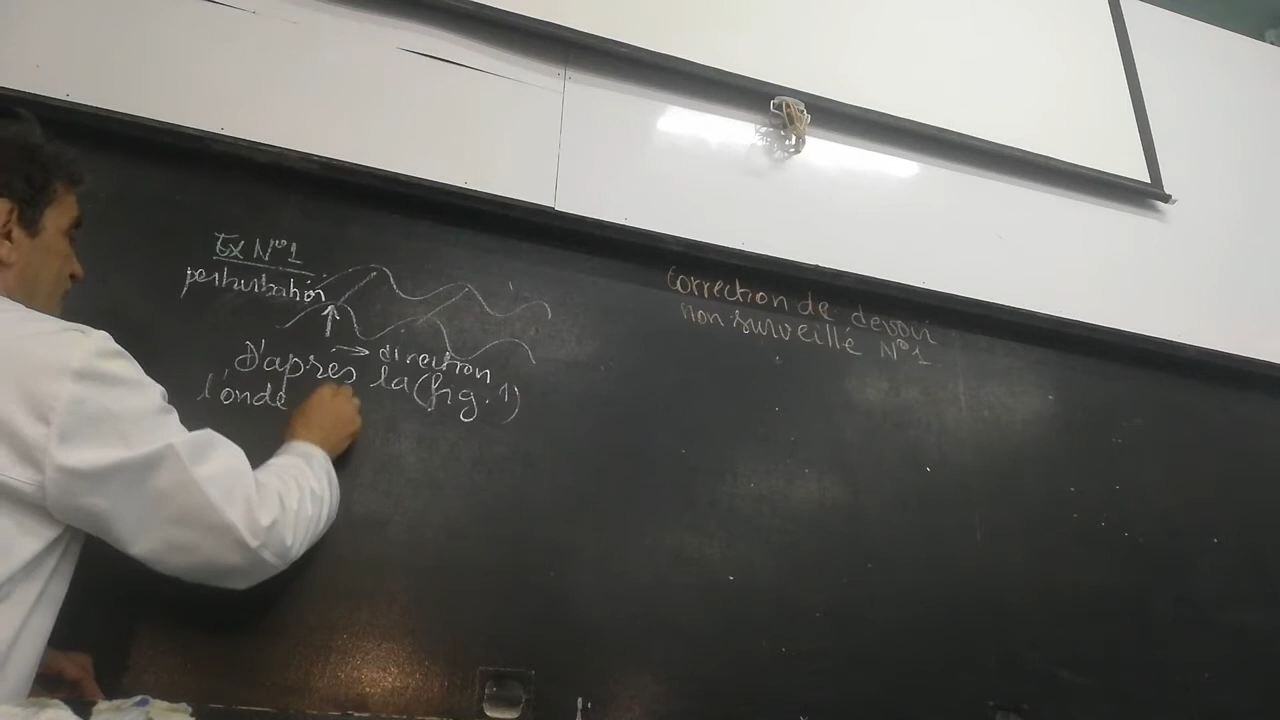 Ex N°1
perturbation
→ direction
D'après la (fig. 1)
l'onde
Correction de devoir
non surveillé N°1